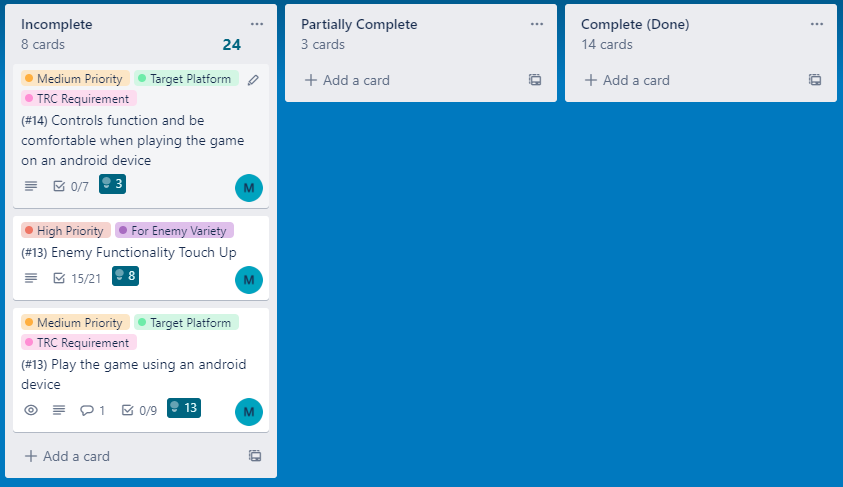 Incomplete
8 cards
24
Medium Priority
Target Platform
TRC Requirement
(#14) Controls function and be
comfortable when playing the game
on an android device
0/7
3
M
High Priority
For Enemy Variety
(#13) Enemy Functionality Touch Up
15/21
8
M
Medium Priority
Target Platform
TRC Requirement
(#13) Play the game using an android
device
1
0/9
13
M
Add a card
Partially Complete
3 cards
Add a card
Complete (Done)
14 cards
Add a card